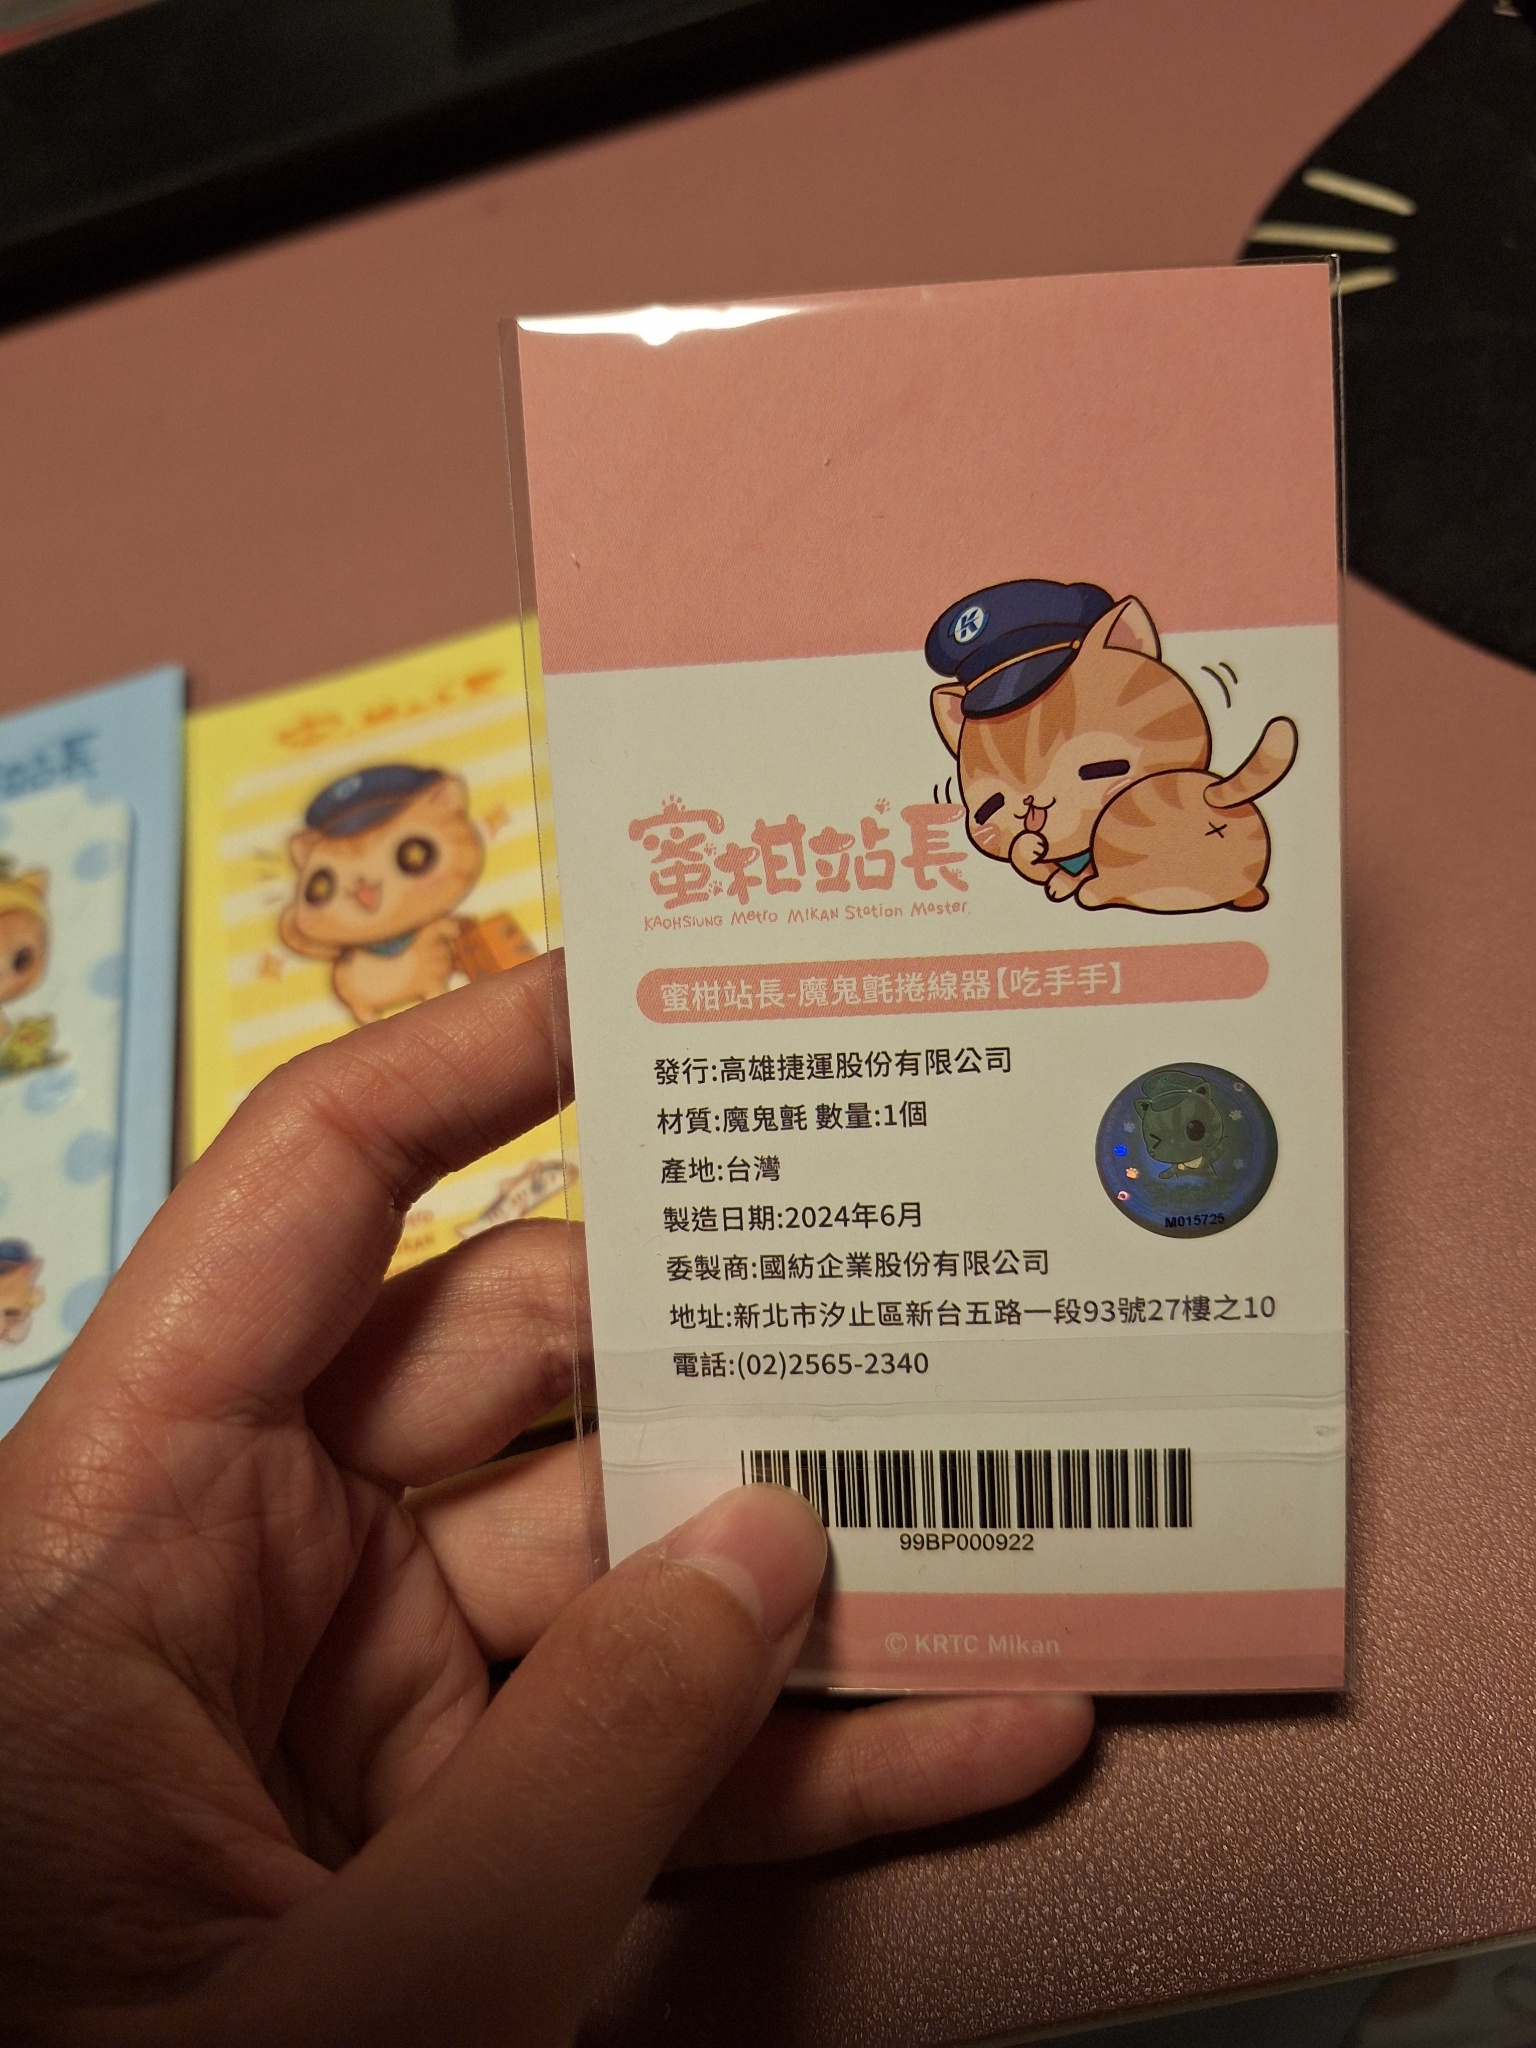 K
蜜柑站長
KAOHSIUNG Metro MIKAN Station Master.
蜜柑站長-魔鬼氈捲線器【吃手手】
發行:高雄捷運股份有限公司
材質:魔鬼氈 數量:1個
產地:台灣
製造日期:2024年6月
委製商:國紡企業股份有限公司
地址:新北市汐止區新台五路一段93號27樓之10
電話:(02)2565-2340
M015725
99BP000922
© KRTC Mikan